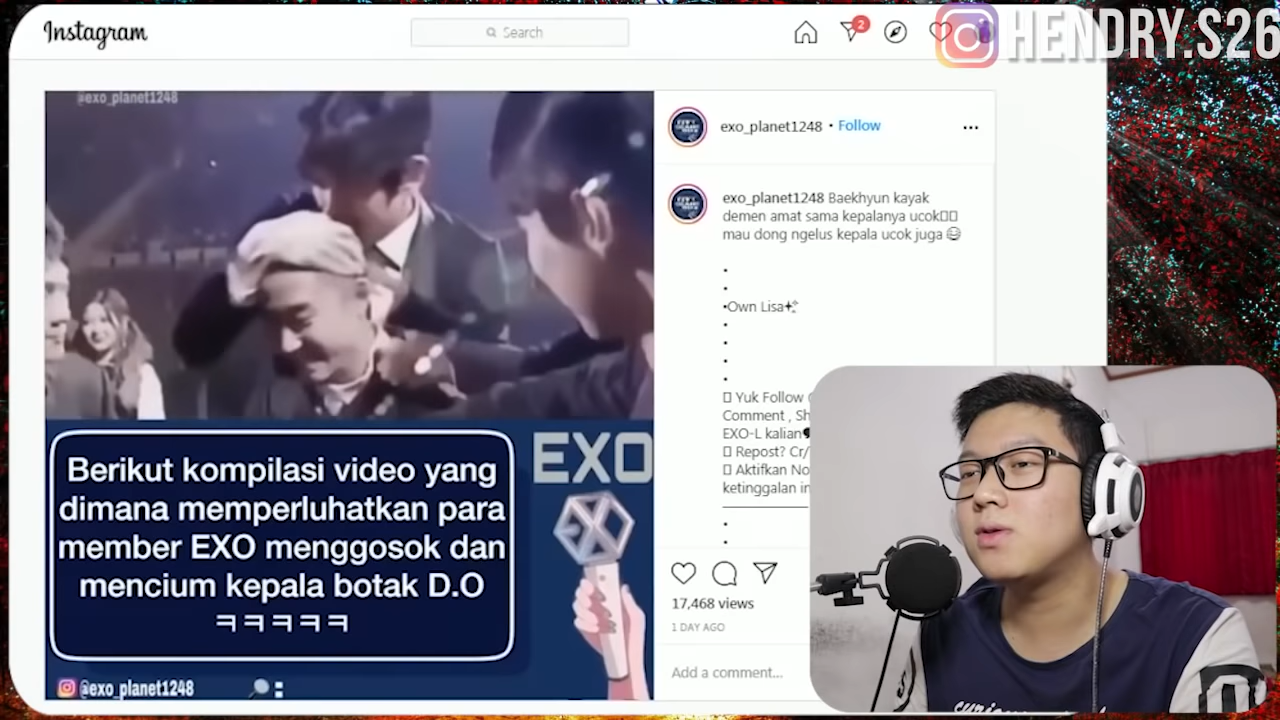 Instagram
Search
2
HENDRY.S26
@exo_planet1248
exo_planet1248 • Follow
exo_planet1248 Baekhyun kayak
demen amat sama kepalanya ucok
mau dong ngelus kepala ucok juga 😂
•
•
•Own Lisa✨
•
•
•
•
Yuk Follow
Comment , Sh
EXO-L kalian
Repost? Cr/
Aktifkan No
ketinggalan in
•
•
EXO
Berikut kompilasi video yang
dimana memperluhatkan para
member EXO menggosok dan
mencium kepala botak D.O
ㅋㅋㅋㅋㅋ
@exo_planet1248
17,468 views
1 DAY AGO
Add a comment...